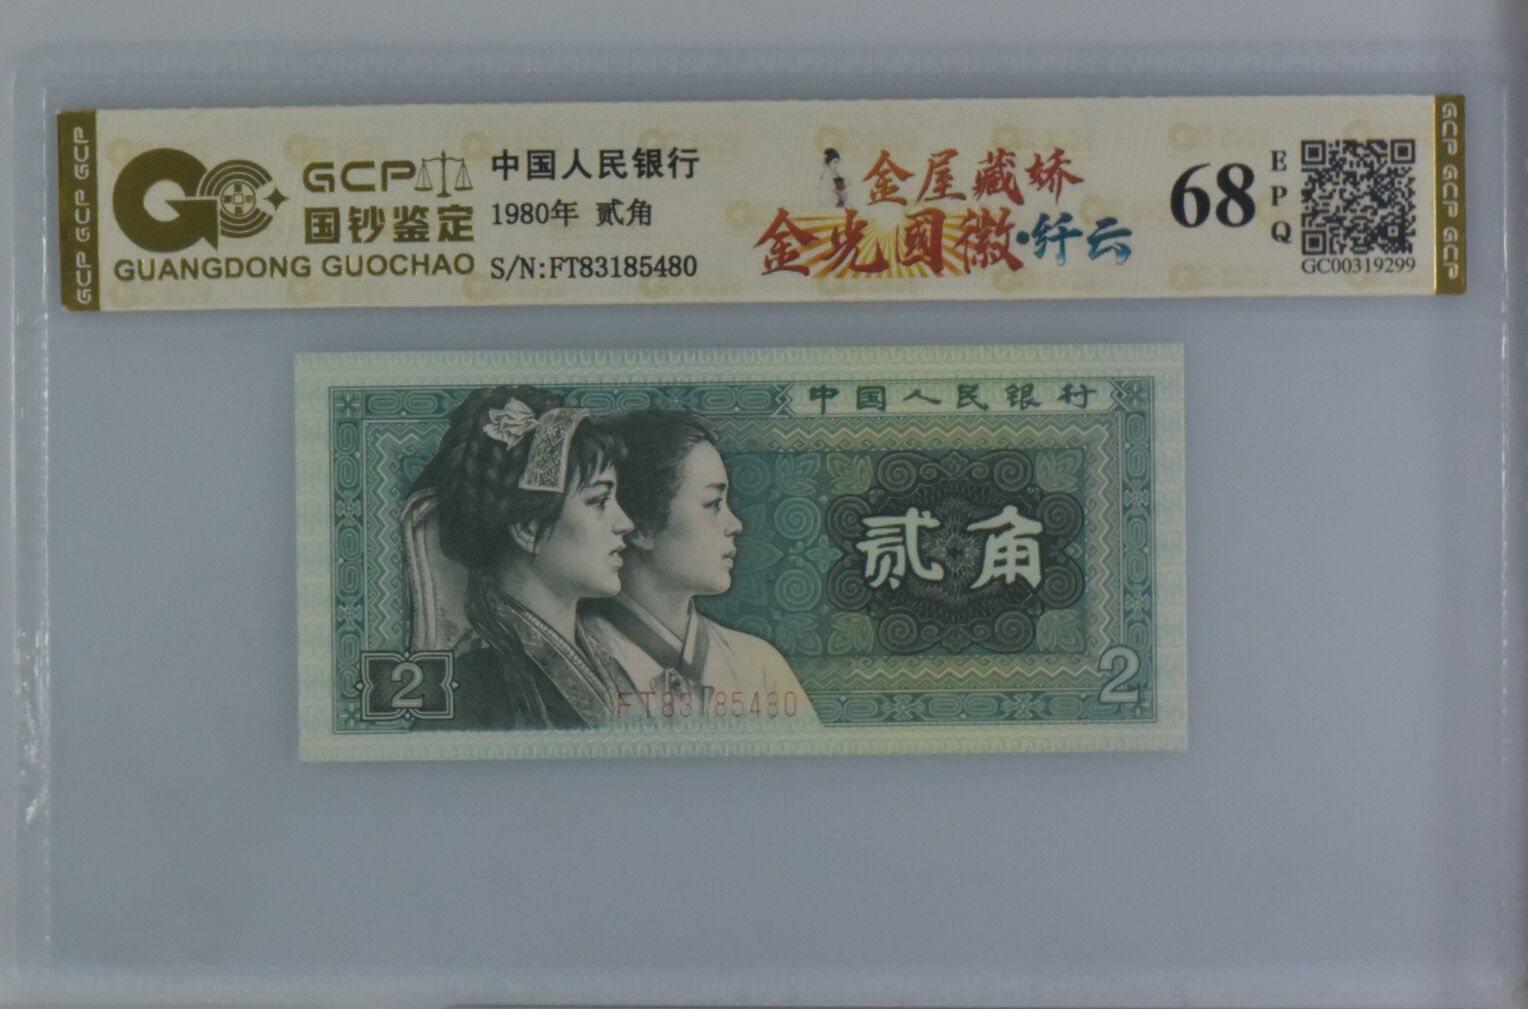 GCP GCP GCP
GCP
国钞鉴定
GUANGDONG GUOCHAO
中国人民银行
1980年 贰角
S/N:FT83185480
金屋藏娇
金光國徽·纤云
68
EPQ
GC00319299
GCP GCP GCP
中国人民银行
贰角
2
2
FT83185480